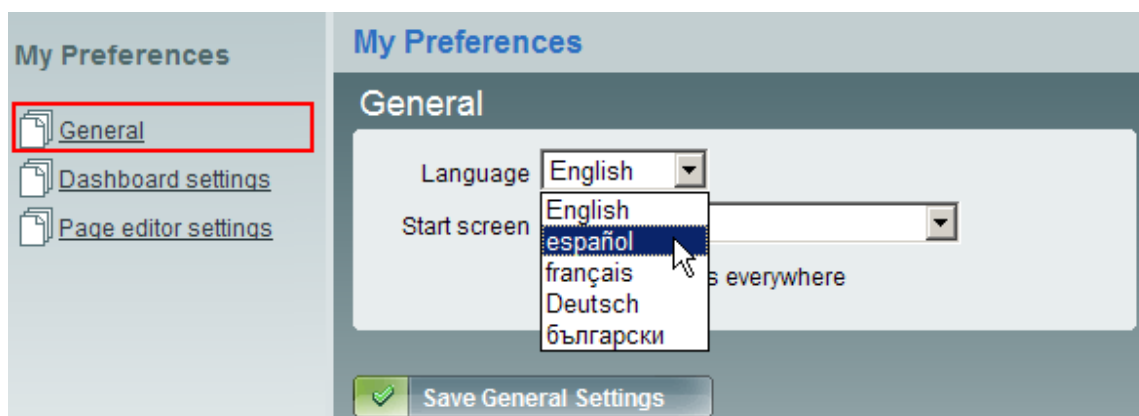 My Preferences
General
Dashboard settings
Page editor settings
My Preferences
General
Language English
English
español
français
Deutsch
български
Start screen
s everywhere
Save General Settings